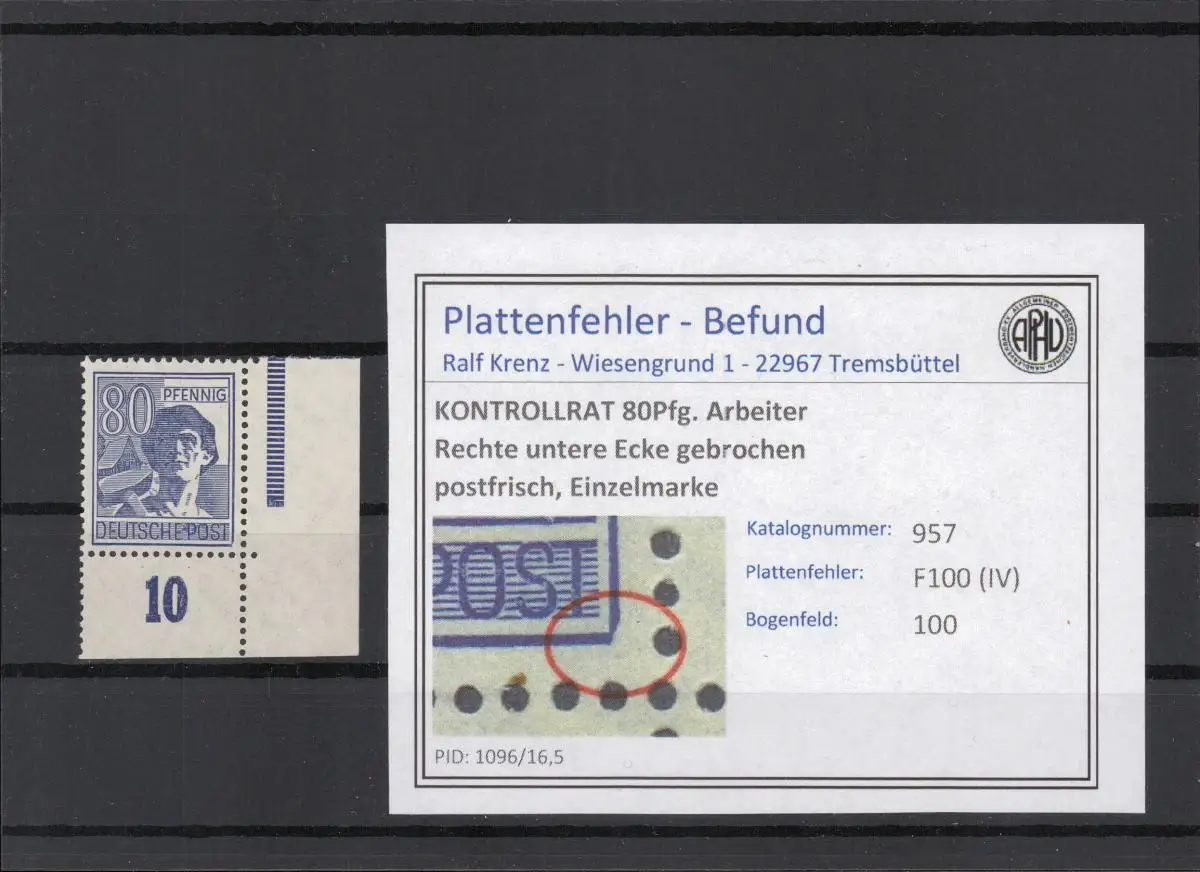 80
PFENNIG
DEUTSCHE POST
10
Plattenfehler - Befund
Ralf Krenz - Wiesengrund 1 - 22967 Tremsbüttel
APHV
KONTROLLRAT 80Pfg. Arbeiter
Rechte untere Ecke gebrochen
postfrisch, Einzelmarke
POST
Katalognummer: 957
Plattenfehler: F100 (IV)
Bogenfeld: 100
PID: 1096/16,5